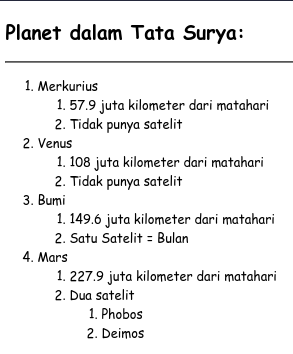 Planet dalam Tata Surya:
1. Merkurius
1. 57.9 juta kilometer dari matahari
2. Tidak punya satelit
2. Venus
1. 108 juta kilometer dari matahari
2. Tidak punya satelit
3. Bumi
1. 149.6 juta kilometer dari matahari
2. Satu Satelit = Bulan
4. Mars
1. 227.9 juta kilometer dari matahari
2. Dua satelit
1. Phobos
2. Deimos